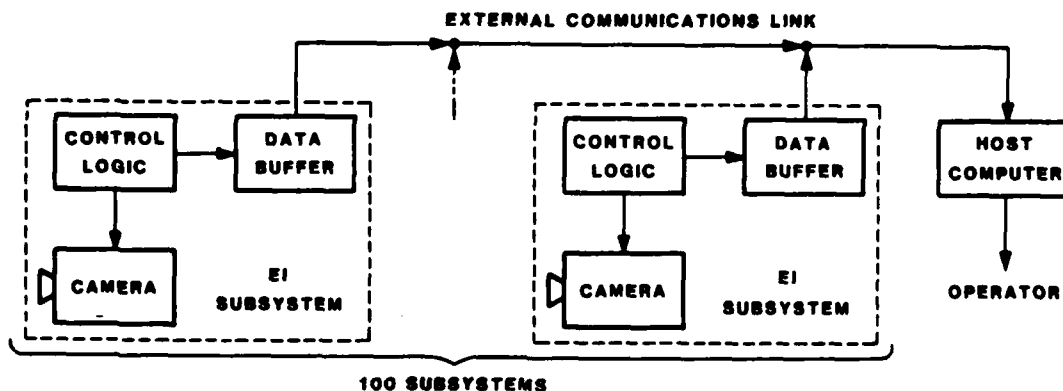 EXTERNAL COMMUNICATIONS LINK
CONTROL
LOGIC
DATA
BUFFER
CAMERA
EI
SUBSYSTEM
CONTROL
LOGIC
DATA
BUFFER
CAMERA
EI
SUBSYSTEM
HOST
COMPUTER
OPERATOR
100 SUBSYSTEMS